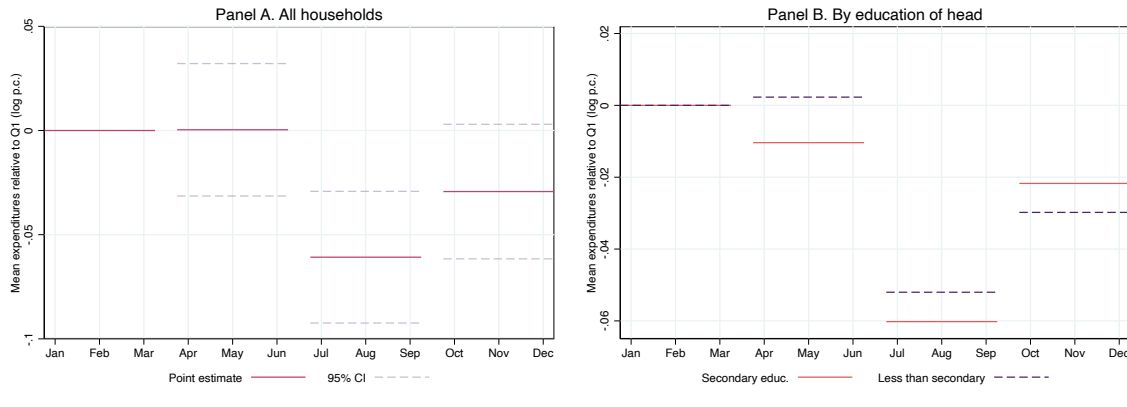 Panel A. All households
Mean expenditures relative to Q1 (log p.c.)
.05
0
-.05
-.1
Jan Feb Mar Apr May Jun Jul Aug Sep Oct Nov Dec
Point estimate 95% CI
Panel B. By education of head
Mean expenditures relative to Q1 (log p.c.)
.02
0
-.02
-.04
-.06
Jan Feb Mar Apr May Jun Jul Aug Sep Oct Nov Dec
Secondary educ. Less than secondary